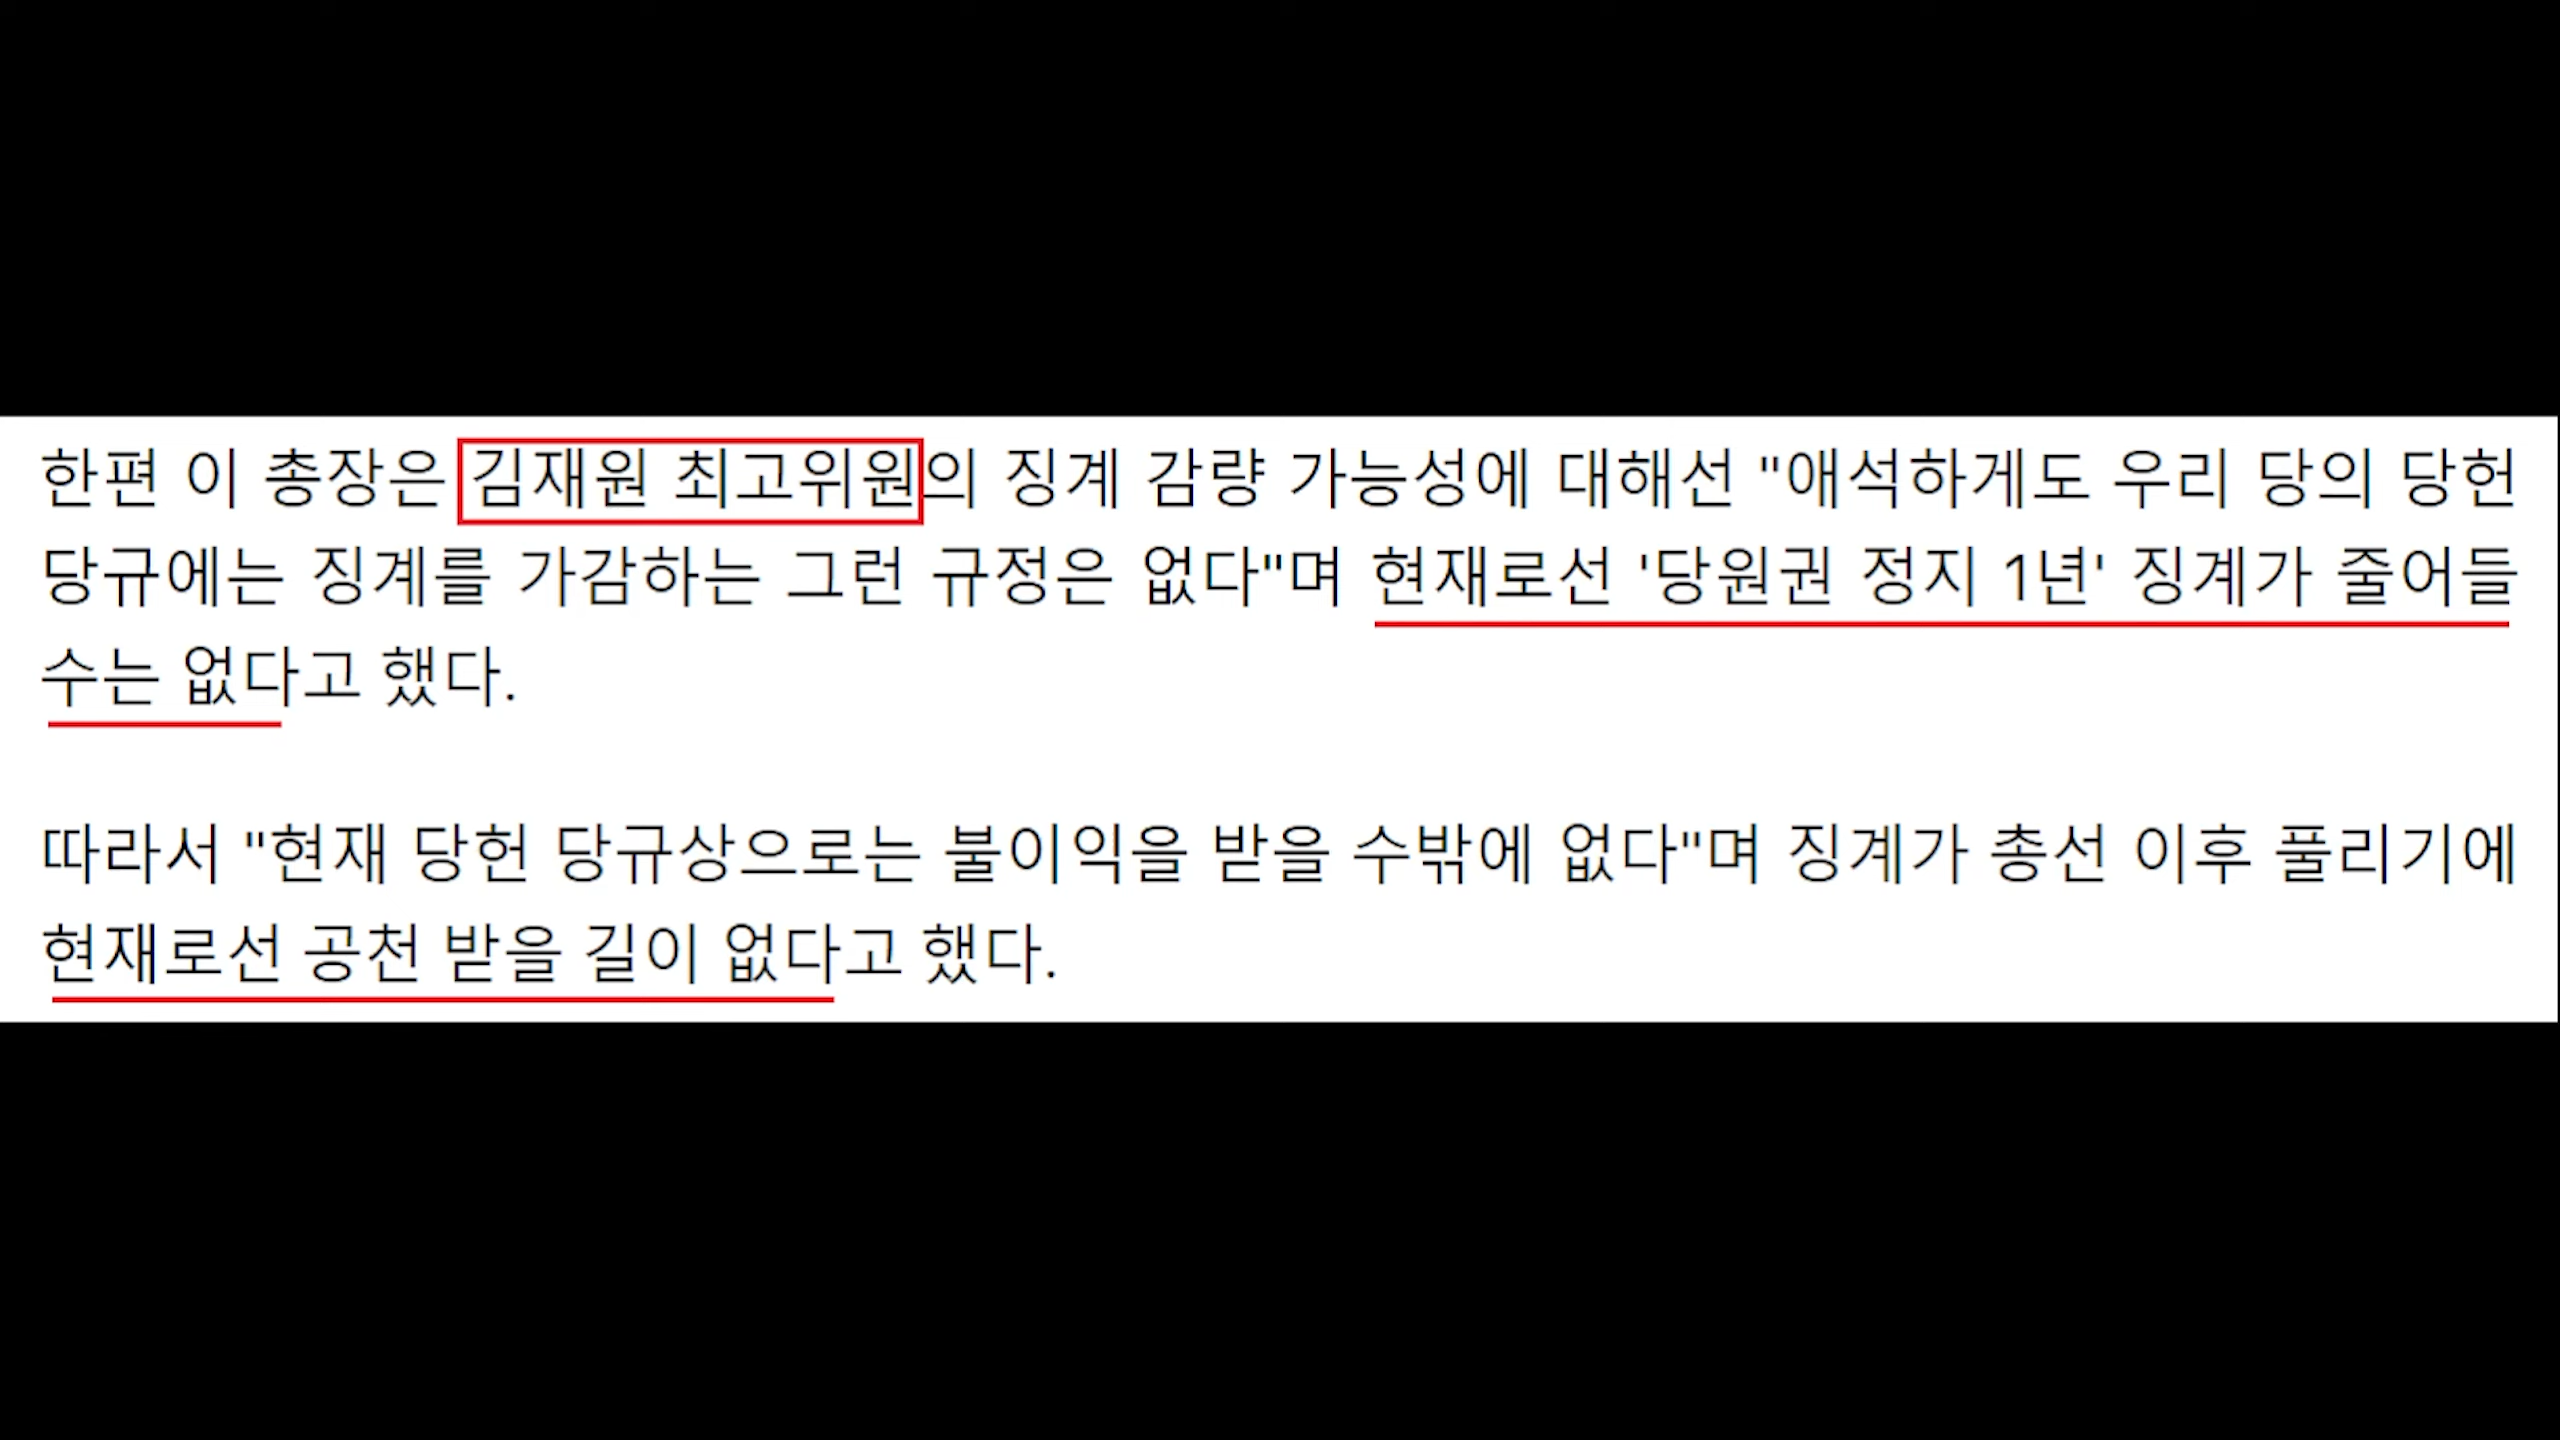 한편 이 총장은 김재원 최고위원의 징계 감량 가능성에 대해선 "애석하게도 우리 당의 당헌
당규에는 징계를 가감하는 그런 규정은 없다"며 현재로선 '당원권 정지 1년' 징계가 줄어들
수는 없다고 했다.
따라서 "현재 당헌 당규상으로는 불이익을 받을 수밖에 없다"며 징계가 총선 이후 풀리기에
현재로선 공천 받을 길이 없다고 했다.